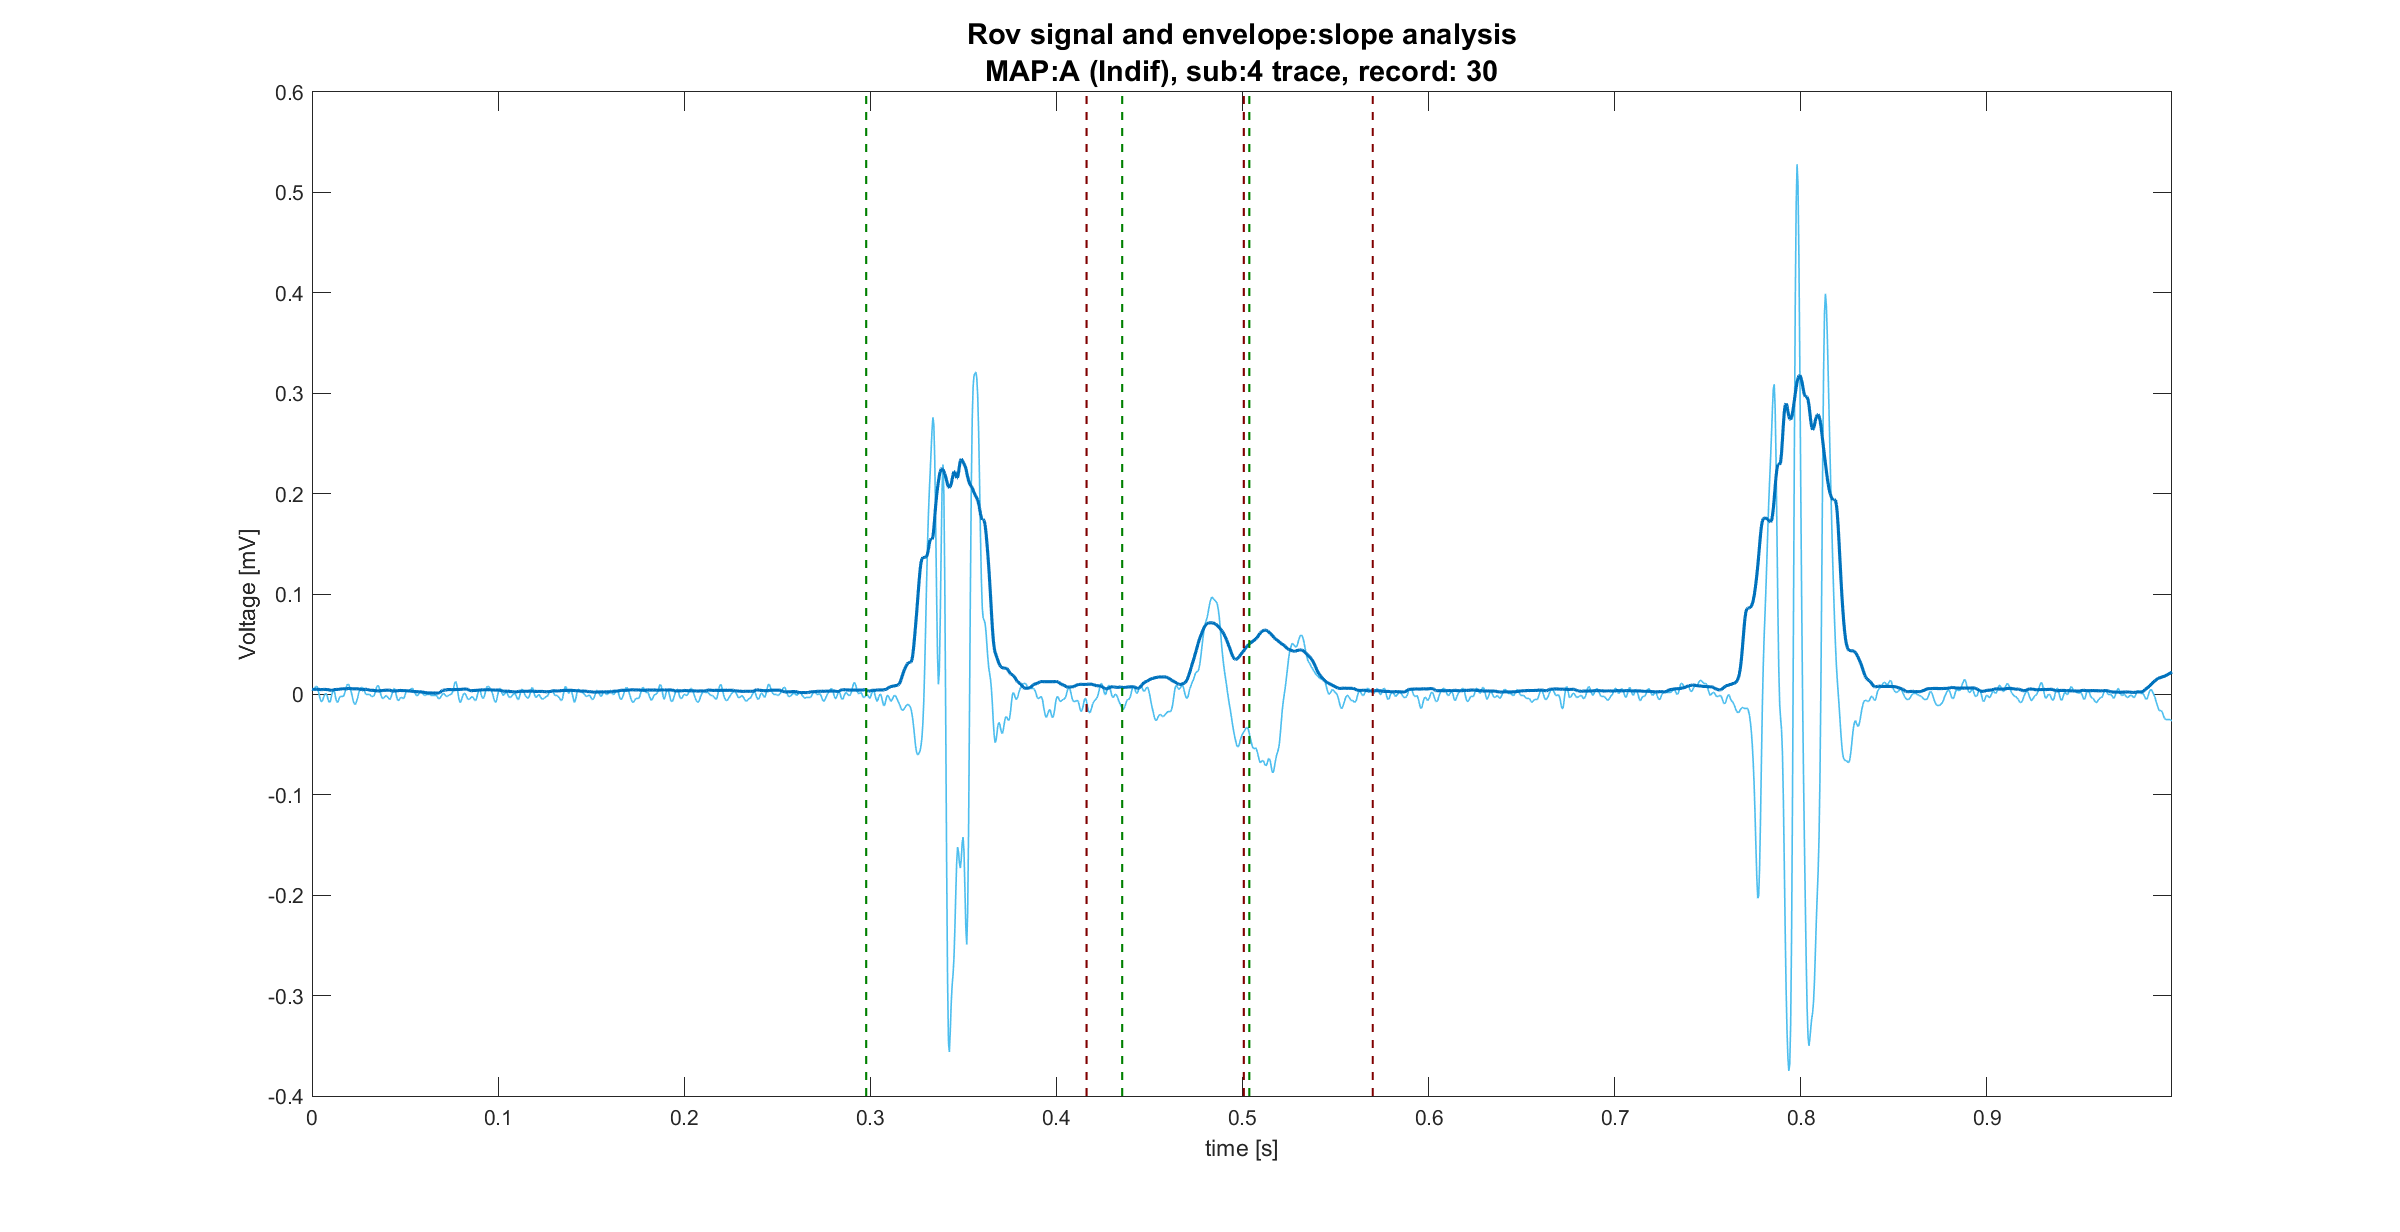 Rov signal and envelope:slope analysis
MAP:A (Indif), sub:4 trace, record: 30
0.6
0.5
0.4
0.3
0.2
0.1
0
-0.1
-0.2
-0.3
-0.4
Voltage [mV]
0 0.1 0.2 0.3 0.4 0.5 0.6 0.7 0.8 0.9
time [s]